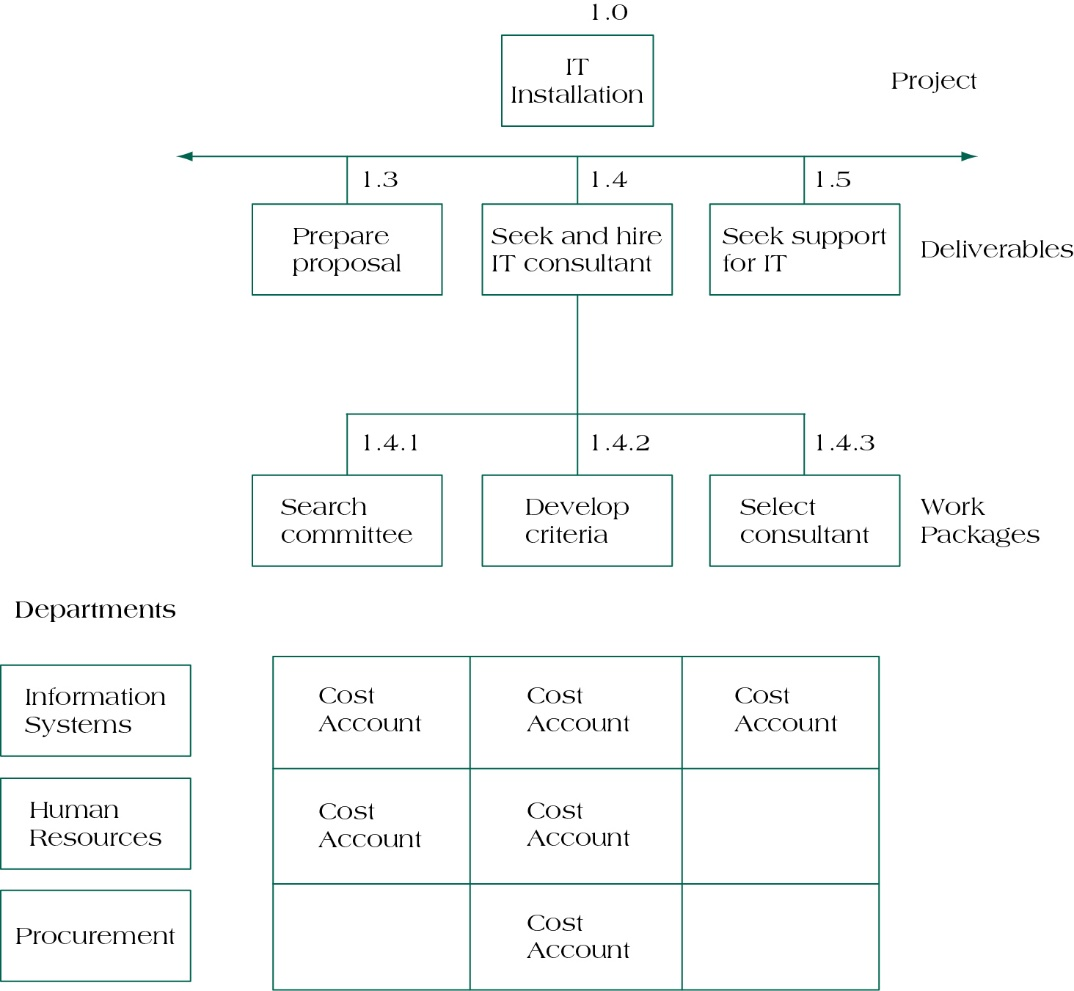 1.0
IT
Installation
Project
1.3
1.4
1.5
Prepare
proposal
Seek and hire
IT consultant
Seek support
for IT
Deliverables
1.4.1
1.4.2
1.4.3
Search
committee
Develop
criteria
Select
consultant
Work
Packages
Departments
Information
Systems
Cost
Account
Cost
Account
Cost
Account
Human
Resources
Cost
Account
Cost
Account
Procurement
Cost
Account